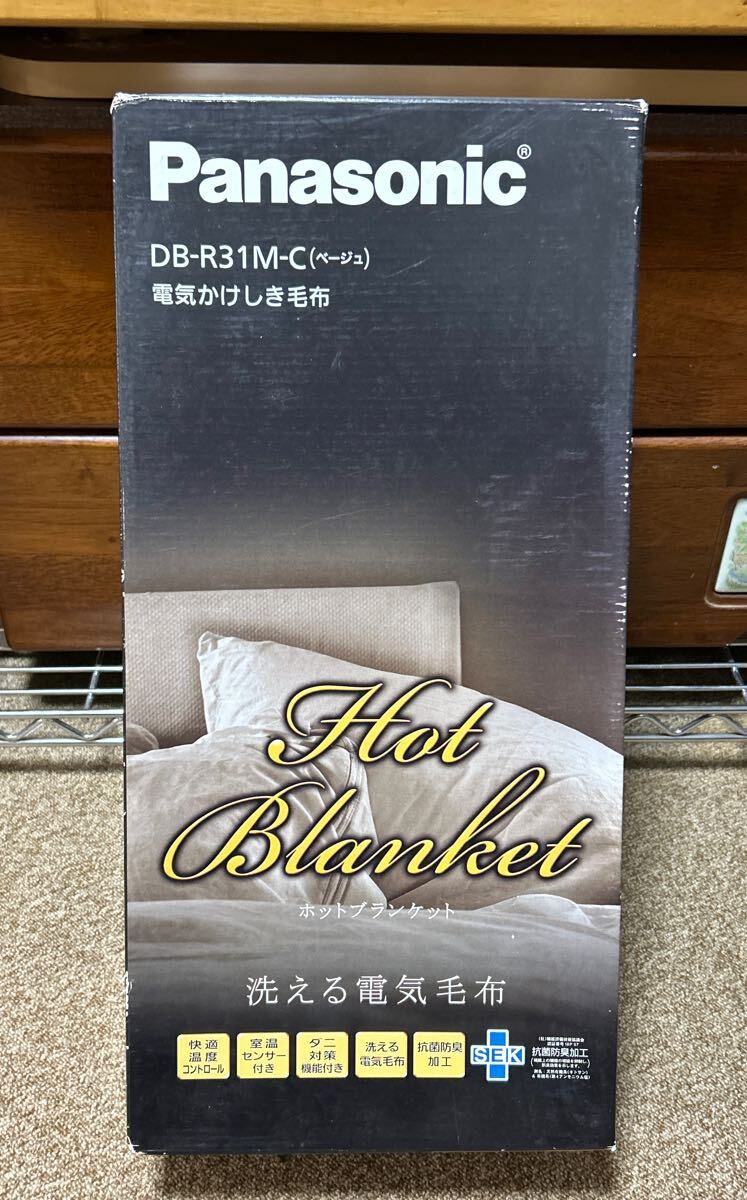 Panasonic®
DB-R31M-C(ベージュ)
電気かけしき毛布
Hot
Blanket
ホットブランケット
洗える電気毛布
快適
温度
コントロール
室温
センサー
付き
ダニ
対策
機能付き
洗える
電気毛布
抗菌防臭
加工
SEK
抗菌防臭加工